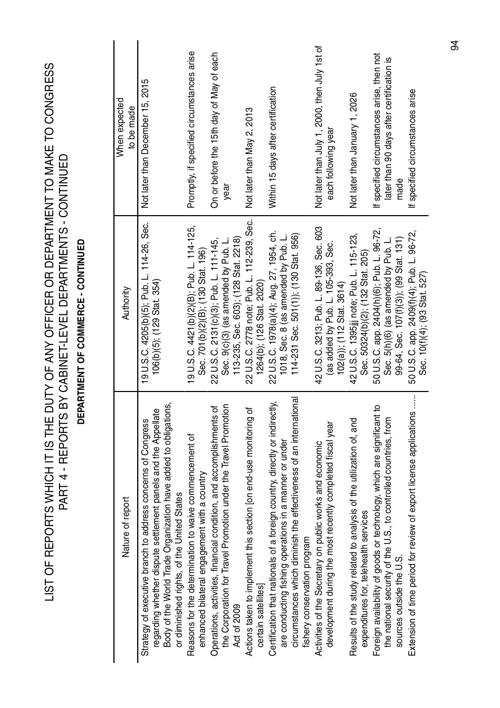 LIST OF REPORTS WHICH IT IS THE DUTY OF ANY OFFICER OR DEPARTMENT TO MAKE TO CONGRESS
PART 4 - REPORTS BY CABINET-LEVEL DEPARTMENTS - CONTINUED
DEPARTMENT OF COMMERCE - CONTINUED
Nature of report
Authority
When expected
to be made
Strategy of executive branch to address concerns of Congress
regarding whether dispute settlement panels and the Appellate
Body of the World Trade Organization have added to obligations,
or diminished rights, of the United States
19 U.S.C. 4205(b)(5); Pub. L. 114-26, Sec.
106(b)(5); (129 Stat. 354)
Not later than December 15, 2015
Reasons for the determination to waive commencement of
enhanced bilateral engagement with a country
19 U.S.C. 4421(b)(2)(B); Pub. L. 114-125,
Sec. 701(b)(2)(B); (130 Stat. 196)
Promptly, if specified circumstances arise
Operations, activities, financial condition, and accomplishments of
the Corporation for Travel Promotion under the Travel Promotion
Act of 2009
22 U.S.C. 2131(c)(3); Pub. L. 111-145,
Sec. 9(c)(3) (as amended by Pub. L.
113-235, Sec. 603); (128 Stat. 2218)
On or before the 15th day of May of each
year
Actions taken to implement this section [on end-use monitoring of
certain satellites]
22 U.S.C. 2778 note; Pub. L. 112-239, Sec.
1264(b); (126 Stat. 2020)
Not later than May 2, 2013
Certification that nationals of a foreign country, directly or indirectly,
are conducting fishing operations in a manner or under
circumstances which diminish the effectiveness of an international
fishery conservation program
22 U.S.C. 1978(a)(4); Aug. 27, 1954, ch.
1018, Sec. 8 (as amended by Pub. L.
114-231 Sec. 501(1)); (130 Stat. 956)
Within 15 days after certification
Activities of the Secretary on public works and economic
development during the most recently completed fiscal year
42 U.S.C. 3213; Pub. L. 89-136, Sec. 603
(as added by Pub. L. 105-393, Sec.
102(a)); (112 Stat. 3614)
Not later than July 1, 2000, then July 1st of
each following year
Results of the study related to analysis of the utilization of, and
expenditures for, telehealth services
42 U.S.C. 1395jjj note; Pub. L. 115-123,
Sec. 50324(b)(2); (132 Stat. 205)
Not later than January 1, 2026
Foreign availability of goods or technology, which are significant to
the national security of the U.S., to controlled countries, from
sources outside the U.S.
50 U.S.C. app. 2404(h)(6); Pub. L. 96-72,
Sec. 5(h)(6) (as amended by Pub. L.
99-64, Sec. 107(f)(3)); (99 Stat. 131)
If specified circumstances arise, then not
later than 90 days after certification is
made
Extension of time period for review of export license applications ......
50 U.S.C. app. 2409(f)(4); Pub. L. 96-72,
Sec. 10(f)(4); (93 Stat. 527)
If specified circumstances arise
94